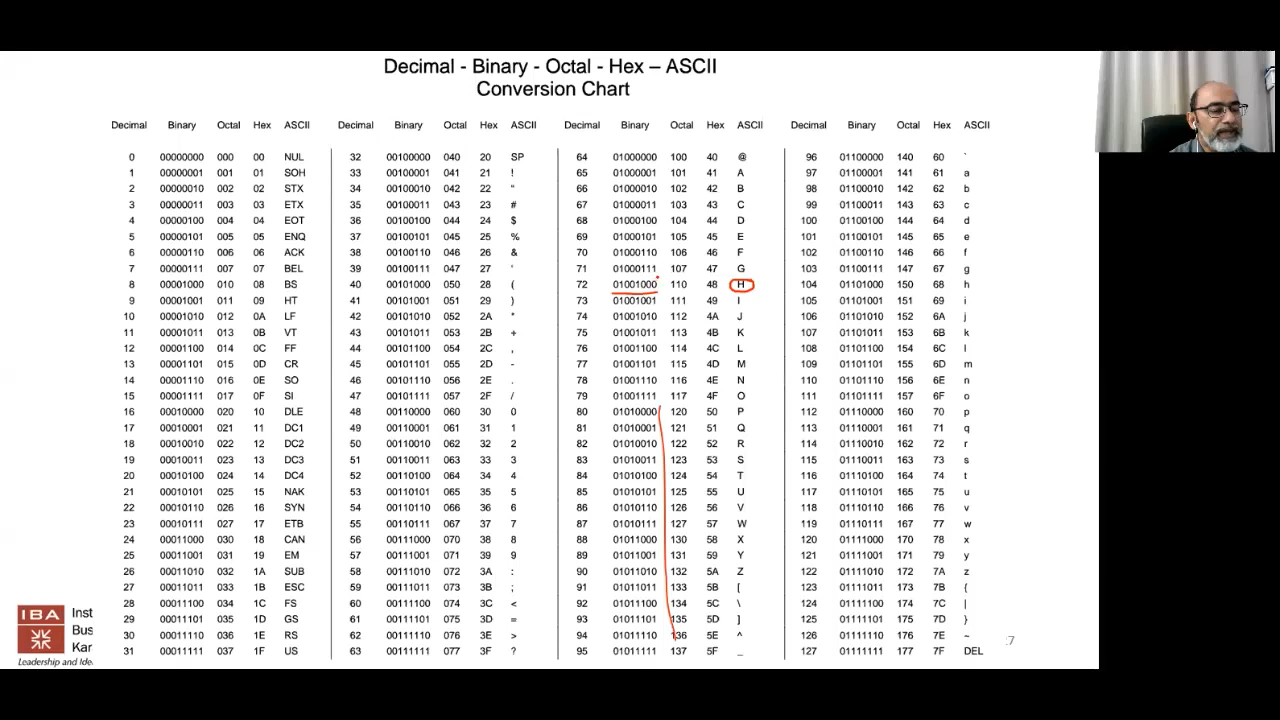 Decimal - Binary - Octal - Hex – ASCII
Conversion Chart
Decimal Binary Octal Hex ASCII Decimal Binary Octal Hex ASCII Decimal Binary Octal Hex ASCII Decimal Binary Octal Hex ASCII
0 00000000 000 00 NUL 32 00100000 040 20 SP 64 01000000 100 40 @ 96 01100000 140 60 `
1 00000001 001 01 SOH 33 00100001 041 21 ! 65 01000001 101 41 A 97 01100001 141 61 a
2 00000010 002 02 STX 34 00100010 042 22 " 66 01000010 102 42 B 98 01100010 142 62 b
3 00000011 003 03 ETX 35 00100011 043 23 # 67 01000011 103 43 C 99 01100011 143 63 c
4 00000100 004 04 EOT 36 00100100 044 24 $ 68 01000100 104 44 D 100 01100100 144 64 d
5 00000101 005 05 ENQ 37 00100101 045 25 % 69 01000101 105 45 E 101 01100101 145 65 e
6 00000110 006 06 ACK 38 00100110 046 26 & 70 01000110 106 46 F 102 01100110 146 66 f
7 00000111 007 07 BEL 39 00100111 047 27 ' 71 01000111 107 47 G 103 01100111 147 67 g
8 00001000 010 08 BS 40 00101000 050 28 ( 72 01001000 110 48 H 104 01101000 150 68 h
9 00001001 011 09 HT 41 00101001 051 29 ) 73 01001001 111 49 I 105 01101001 151 69 i
10 00001010 012 0A LF 42 00101010 052 2A * 74 01001010 112 4A J 106 01101010 152 6A j
11 00001011 013 0B VT 43 00101011 053 2B + 75 01001011 113 4B K 107 01101011 153 6B k
12 00001100 014 0C FF 44 00101100 054 2C , 76 01001100 114 4C L 108 01101100 154 6C l
13 00001101 015 0D CR 45 00101101 055 2D - 77 01001101 115 4D M 109 01101101 155 6D m
14 00001110 016 0E SO 46 00101110 056 2E . 78 01001110 116 4E N 110 01101110 156 6E n
15 00001111 017 0F SI 47 00101111 057 2F / 79 01001111 117 4F O 111 01101111 157 6F o
16 00010000 020 10 DLE 48 00110000 060 30 0 80 01010000 120 50 P 112 01110000 160 70 p
17 00010001 021 11 DC1 49 00110001 061 31 1 81 01010001 121 51 Q 113 01110001 161 71 q
18 00010010 022 12 DC2 50 00110010 062 32 2 82 01010010 122 52 R 114 01110010 162 72 r
19 00010011 023 13 DC3 51 00110011 063 33 3 83 01010011 123 53 S 115 01110011 163 73 s
20 00010100 024 14 DC4 52 00110100 064 34 4 84 01010100 124 54 T 116 01110100 164 74 t
21 00010101 025 15 NAK 53 00110101 065 35 5 85 01010101 125 55 U 117 01110101 165 75 u
22 00010110 026 16 SYN 54 00110110 066 36 6 86 01010110 126 56 V 118 01110110 166 76 v
23 00010111 027 17 ETB 55 00110111 067 37 7 87 01010111 127 57 W 119 01110111 167 77 w
24 00011000 030 18 CAN 56 00111000 070 38 8 88 01011000 130 58 X 120 01111000 170 78 x
25 00011001 031 19 EM 57 00111001 071 39 9 89 01011001 131 59 Y 121 01111001 171 79 y
26 00011010 032 1A SUB 58 00111010 072 3A : 90 01011010 132 5A Z 122 01111010 172 7A z
27 00011011 033 1B ESC 59 00111011 073 3B ; 91 01011011 133 5B [ 123 01111011 173 7B {
28 00011100 034 1C FS 60 00111100 074 3C < 92 01011100 134 5C \ 124 01111100 174 7C |
29 00011101 035 1D GS 61 00111101 075 3D = 93 01011101 135 5D ] 125 01111101 175 7D }
30 00011110 036 1E RS 62 00111110 076 3E > 94 01011110 136 5E ^ 126 01111110 176 7E ~
31 00011111 037 1F US 63 00111111 077 3F ? 95 01011111 137 5F _ 127 01111111 177 7F DEL
IBA
Inst
Bus
Kar
Leadership and Ide